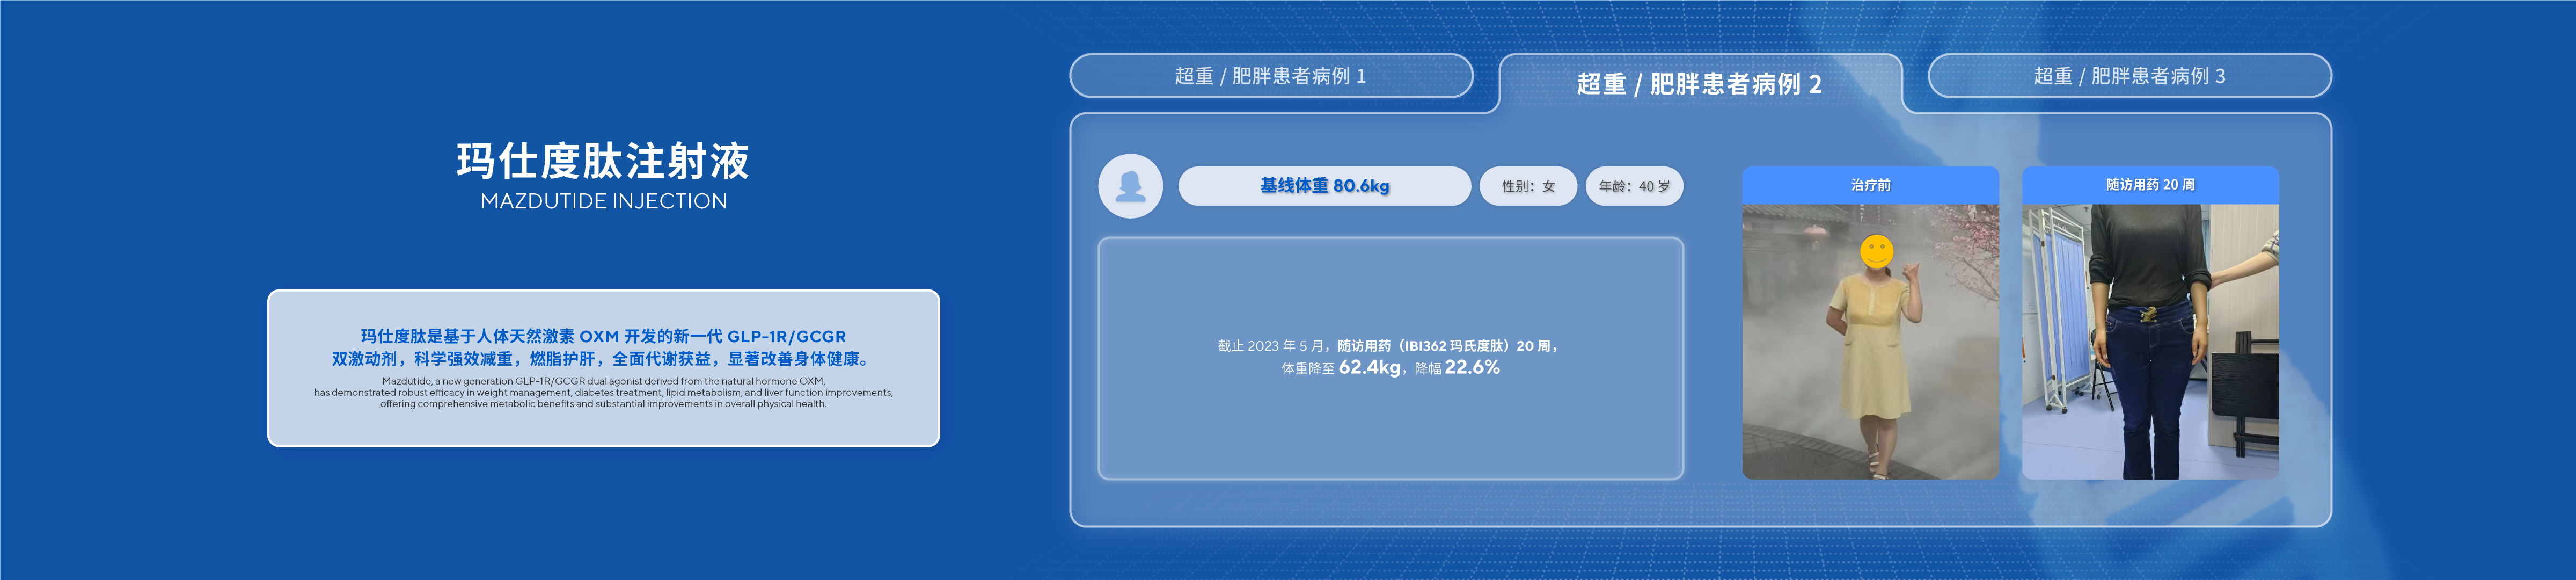 玛仕度肽注射液
MAZDUTIDE INJECTION
玛仕度肽是基于人体天然激素 OXM 开发的新一代 GLP-1R/GCGR
双激动剂，科学强效减重，燃脂护肝，全面代谢获益，显著改善身体健康。
Mazdutide, a new generation GLP-1R/GCGR dual agonist derived from the natural hormone OXM,
has demonstrated robust efficacy in weight management, diabetes treatment, lipid metabolism, and liver function improvements,
offering comprehensive metabolic benefits and substantial improvements in overall physical health.
超重 / 肥胖患者病例 1
超重 / 肥胖患者病例 2
超重 / 肥胖患者病例 3
基线体重 80.6kg
性别：女
年龄：40 岁
截止 2023 年 5 月，随访用药（IBI362 玛氏度肽）20 周，
体重降至 62.4kg，降幅 22.6%
治疗前
随访用药 20 周